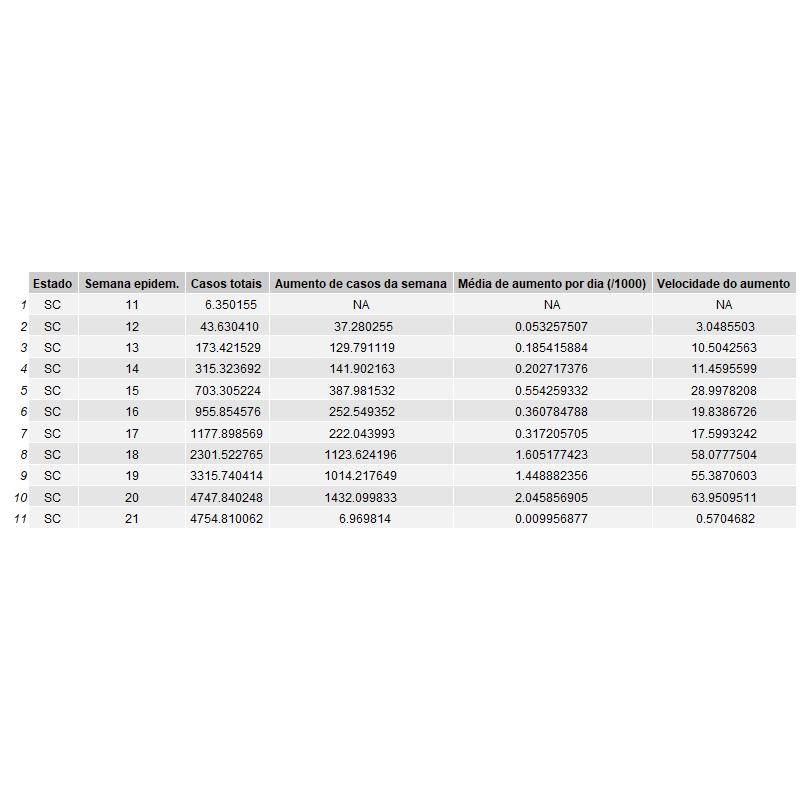 Estado Semana epidem. Casos totais Aumento de casos da semana Média de aumento por dia (/1000) Velocidade do aumento
1 SC 11 6.350155 NA NA NA
2 SC 12 43.630410 37.280255 0.053257507 3.0485503
3 SC 13 173.421529 129.791119 0.185415884 10.5042563
4 SC 14 315.323692 141.902163 0.202717376 11.4595599
5 SC 15 703.305224 387.981532 0.554259332 28.9978208
6 SC 16 955.854576 252.549352 0.360784788 19.8386726
7 SC 17 1177.898569 222.043993 0.317205705 17.5993242
8 SC 18 2301.522765 1123.624196 1.605177423 58.0777504
9 SC 19 3315.740414 1014.217649 1.448882356 55.3870603
10 SC 20 4747.840248 1432.099833 2.045856905 63.9509511
11 SC 21 4754.810062 6.969814 0.009956877 0.5704682